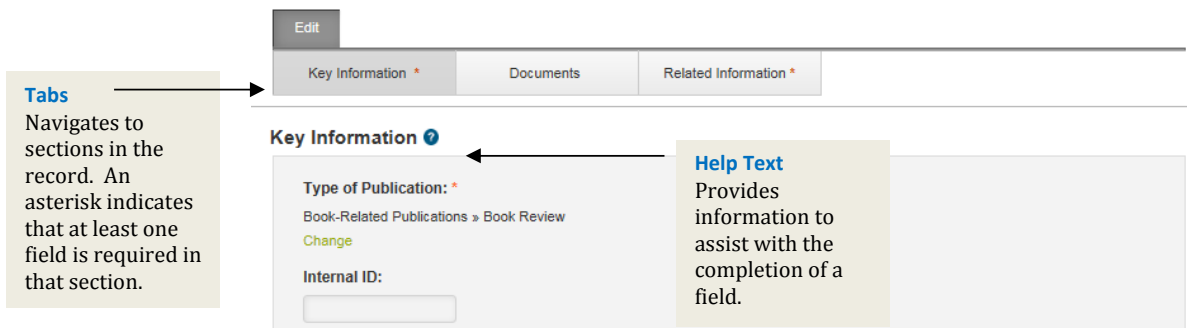 Edit
Key Information *
Documents
Related Information *
Tabs
Navigates to
sections in the
record.  An
asterisk indicates
that at least one
field is required in
that section.
Key Information ?
Help Text
Provides
information to
assist with the
completion of a
field.
Type of Publication: *
Book-Related Publications » Book Review
Change
Internal ID: